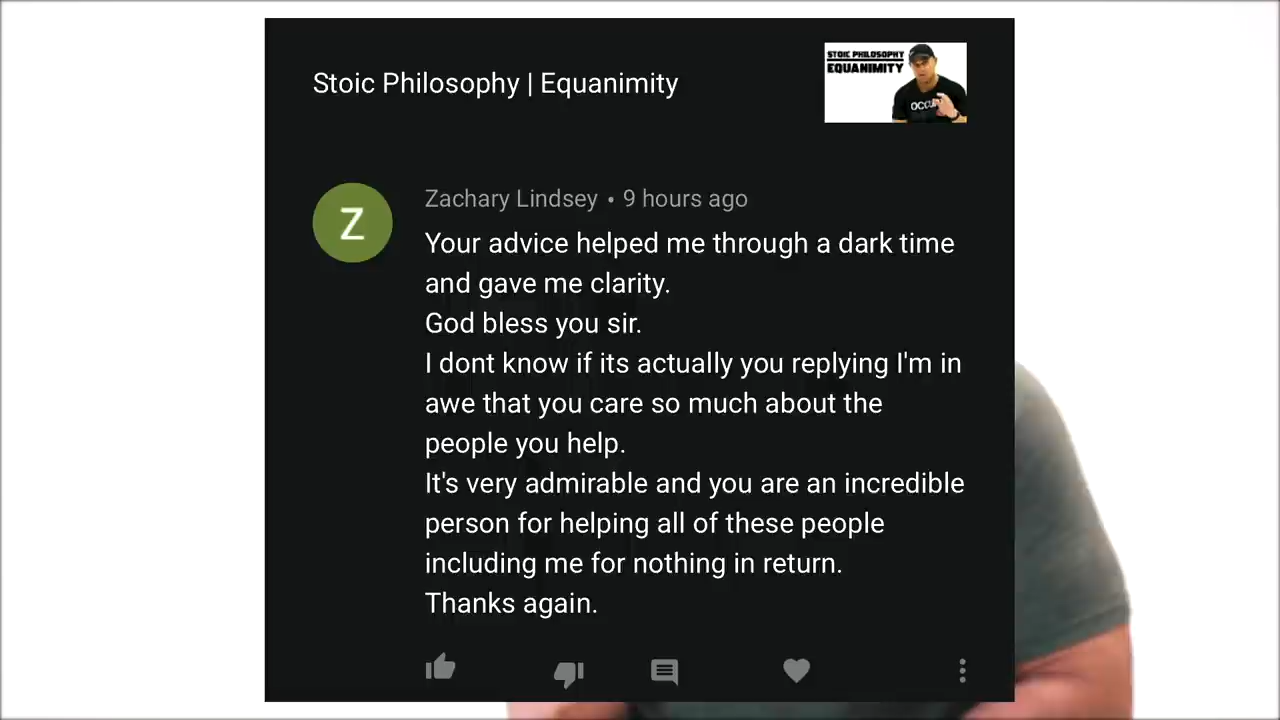 Stoic Philosophy | Equanimity
STOIC PHILOSOPHY
EQUANIMITY
Z
Zachary Lindsey • 9 hours ago
Your advice helped me through a dark time
and gave me clarity.
God bless you sir.
I dont know if its actually you replying I'm in
awe that you care so much about the
people you help.
It's very admirable and you are an incredible
person for helping all of these people
including me for nothing in return.
Thanks again.